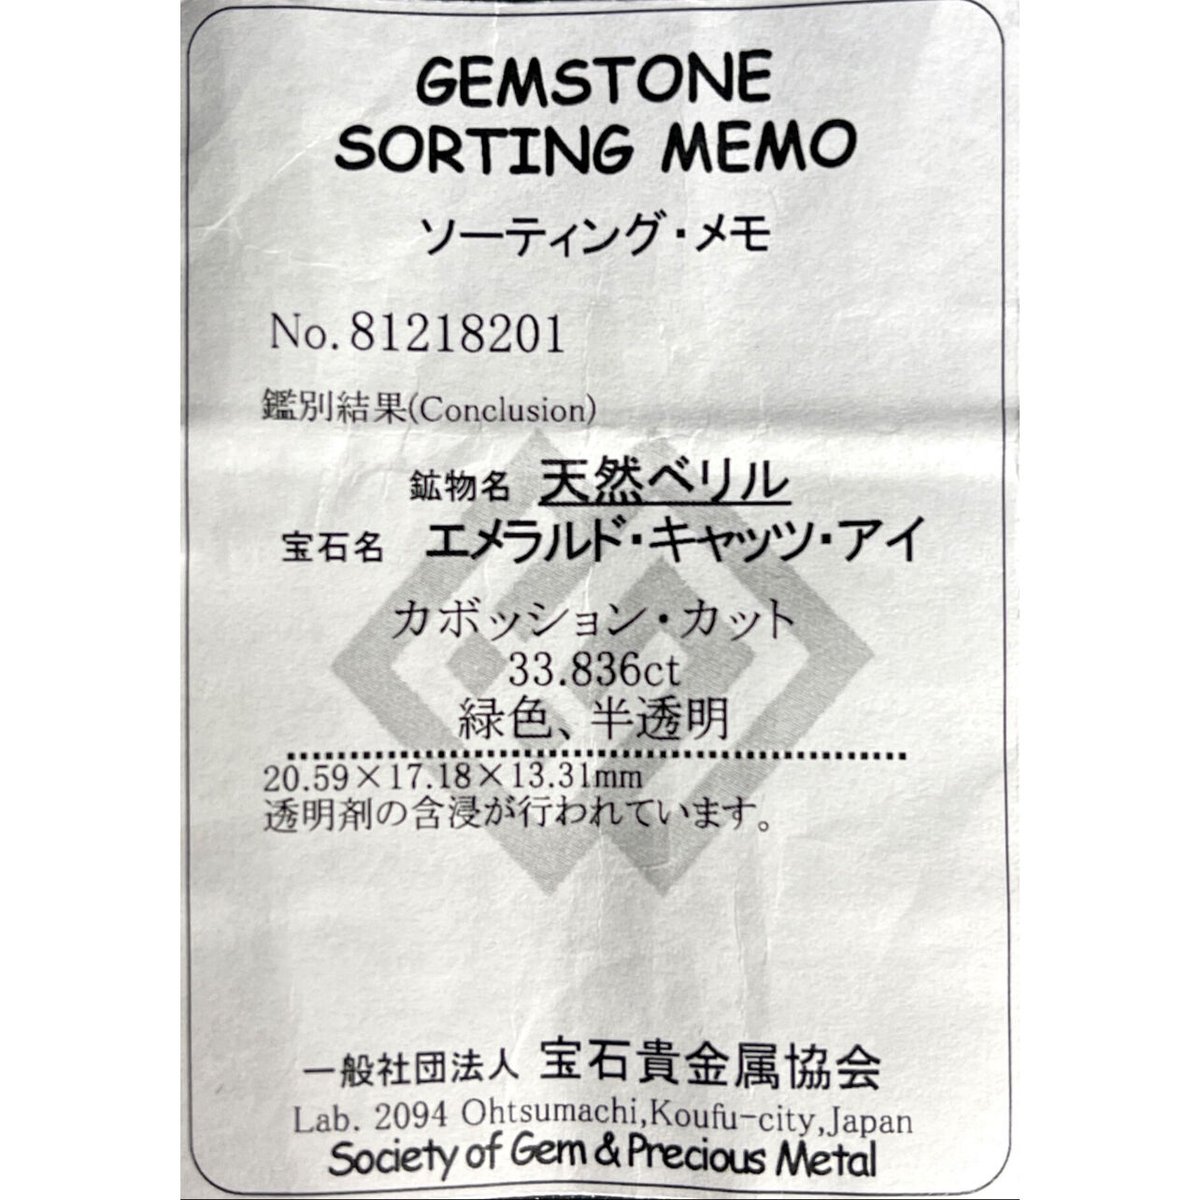 GEMSTONE
SORTING MEMO
ソーティング・メモ
No. 81218201
鑑別結果(Conclusion)
鉱物名 天然ベリル
宝石名 エメラルド・キャッツ・アイ
カボッション・カット
33.836ct
緑色、半透明
20.59×17.18×13.31mm
透明剤の含浸が行われています。
一般社団法人 宝石貴金属協会
Lab. 2094 Ohtsumachi,Koufu-city,Japan
Society of Gem & Precious Metal